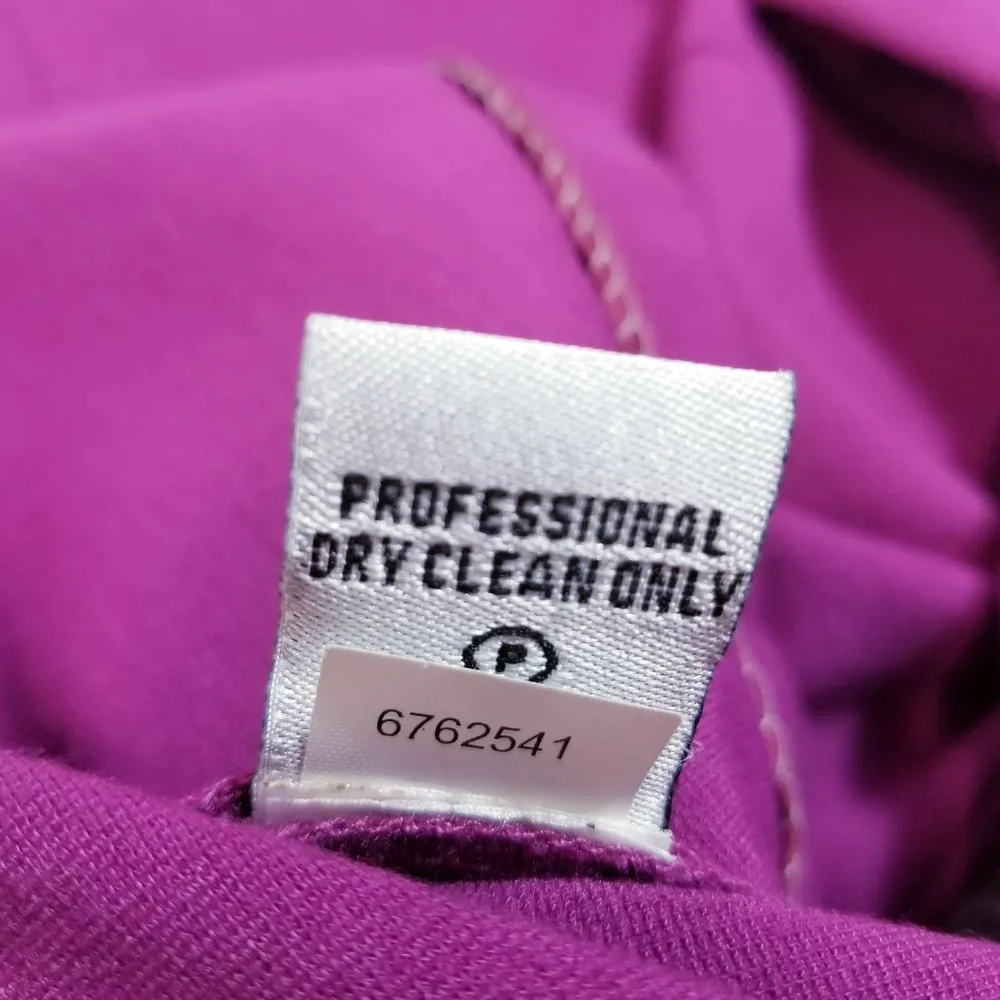 PROFESSIONAL
DRY CLEAN ONLY
P
6762541